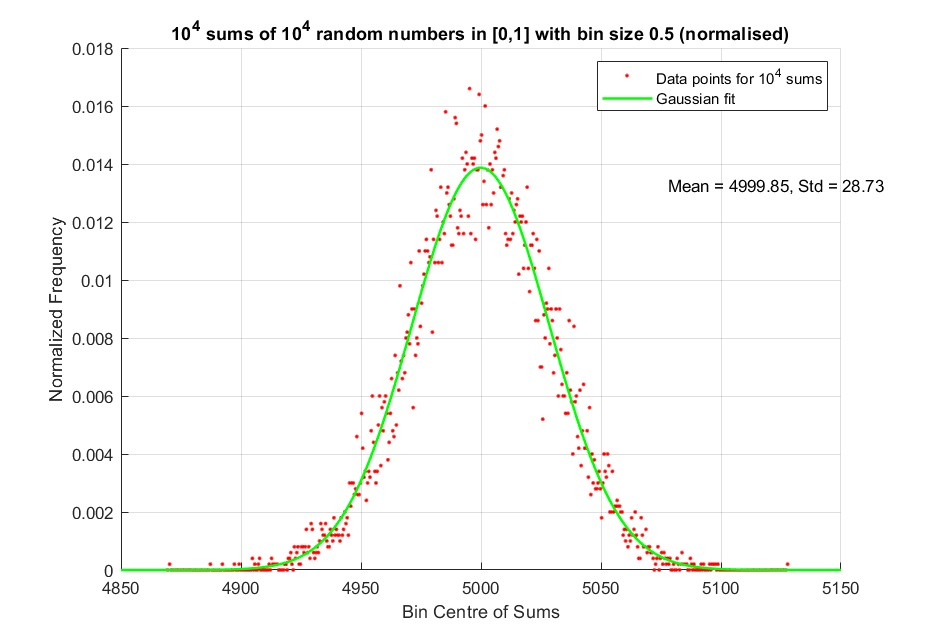 10^4 sums of 10^4 random numbers in [0,1] with bin size 0.5 (normalised)
0.018
0.016
0.014
0.012
0.01
0.008
0.006
0.004
0.002
0
Normalized Frequency
Data points for 10^4 sums
Gaussian fit
Mean = 4999.85, Std = 28.73
4850 4900 4950 5000 5050 5100 5150
Bin Centre of Sums